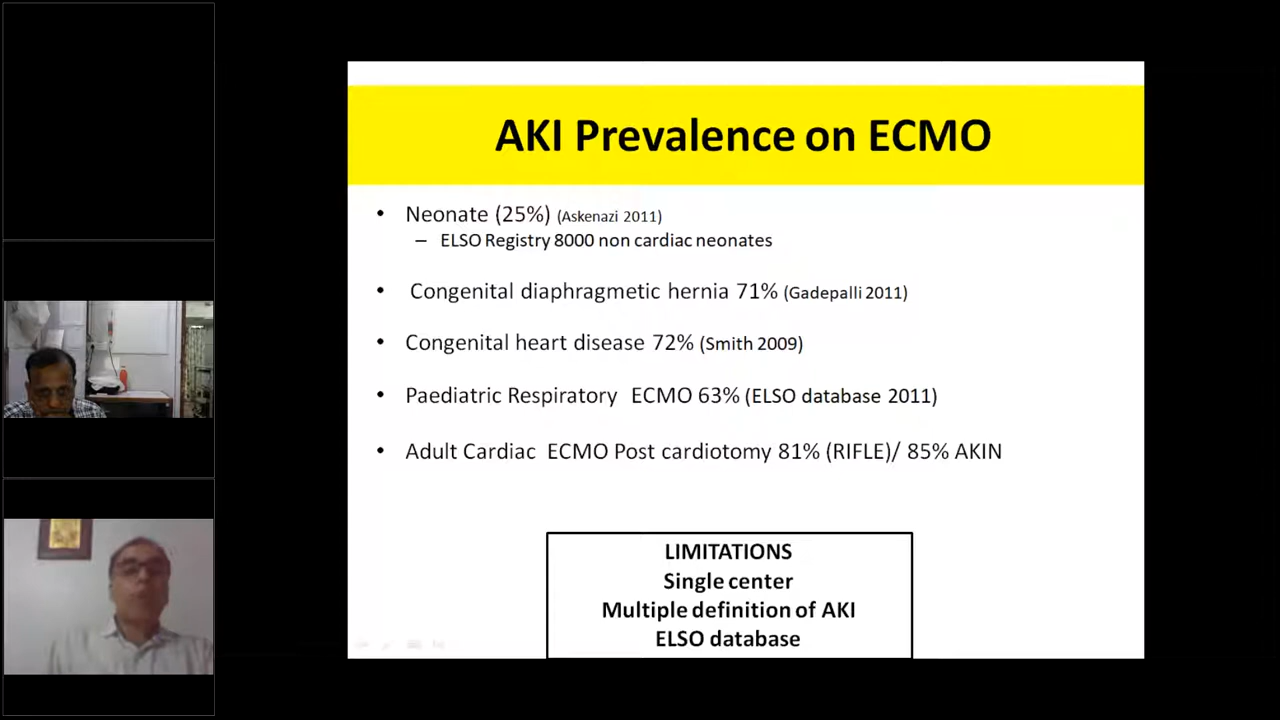 AKI Prevalence on ECMO
• Neonate (25%) (Askenazi 2011)
– ELSO Registry 8000 non cardiac neonates
• Congenital diaphragmetic hernia 71% (Gadepalli 2011)
• Congenital heart disease 72% (Smith 2009)
• Paediatric Respiratory ECMO 63% (ELSO database 2011)
• Adult Cardiac ECMO Post cardiotomy 81% (RIFLE)/ 85% AKIN
LIMITATIONS
Single center
Multiple definition of AKI
ELSO database